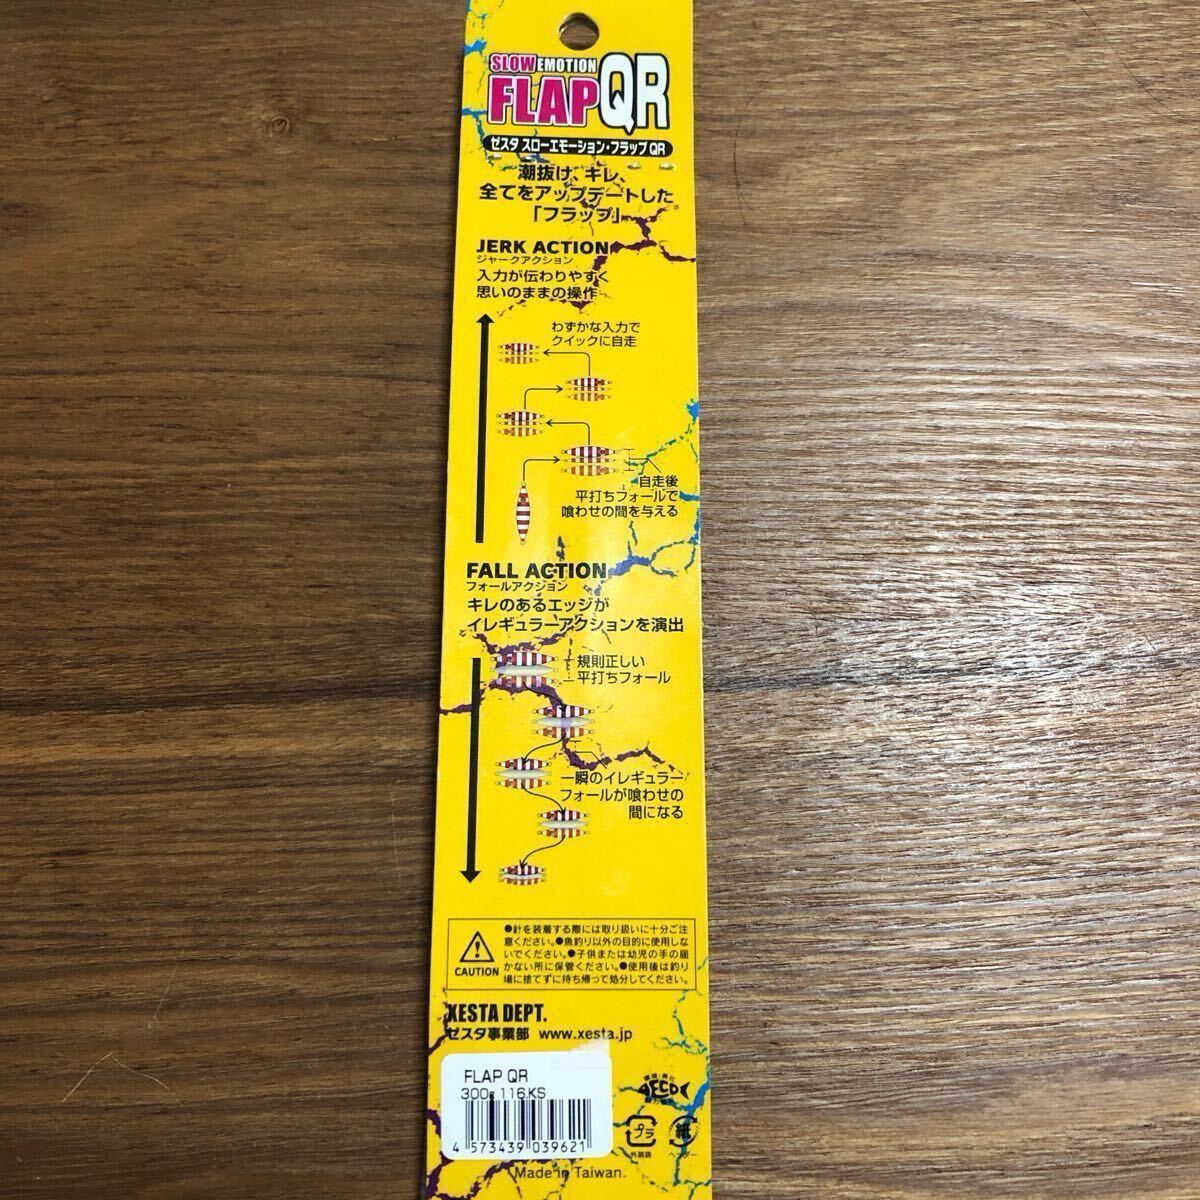 SLOW EMOTION
FLAP QR
ゼスタ スローエモーション・フラップQR
潮抜け、キレ、
全てをアップデートした
「フラップ」
JERK ACTION
ジャークアクション
入力が伝わりやすく
思いのままの操作
わずかな入力で
クイックに自走
自走後
平打ちフォールで
喰わせの間を与える
FALL ACTION
フォールアクション
キレのあるエッジが
イレギュラーアクションを演出
規則正しい
平打ちフォール
一瞬のイレギュラー
フォールが喰わせの
間になる
●針を装着する際には取り扱いに十分ご注
意ください。●魚釣り以外の目的に使用しな
いでください。●子供または幼児の手の届
かない所に保管ください。●使用後は釣り
場に捨てずに持ち帰って処分してください。
CAUTION
XESTA DEPT.
ゼスタ事業部 www.xesta.jp
FLAP QR
300g 116.KS
4 573439 039621
ECO
プラ
外装袋
紙
ヘッダー
Made in Taiwan.